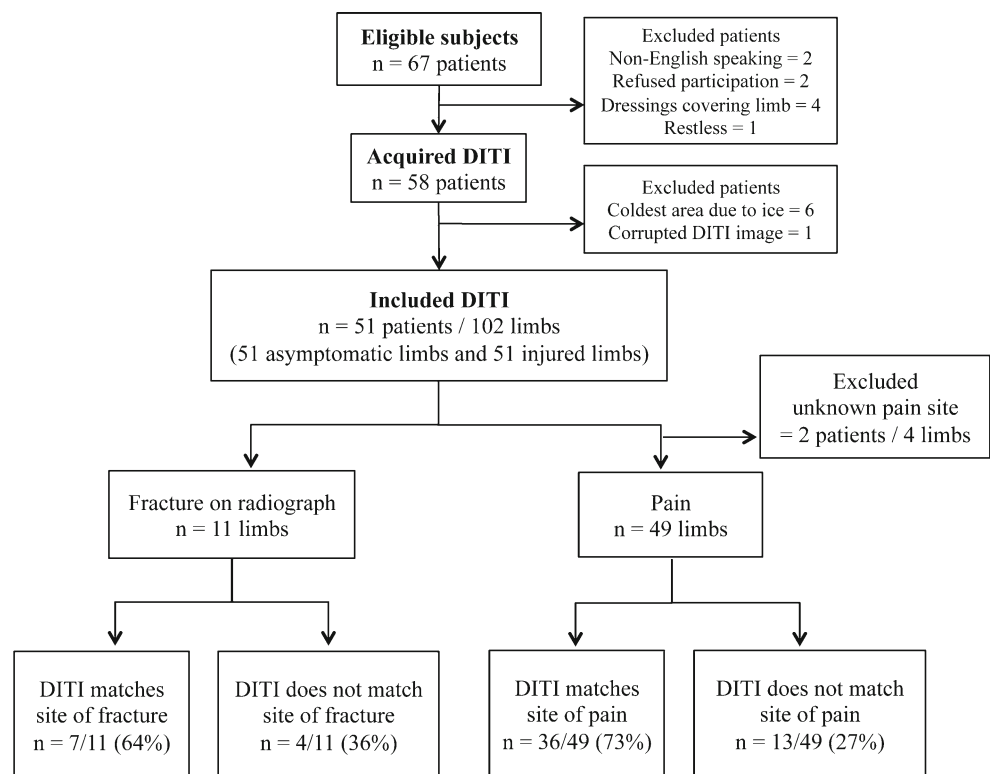 Eligible subjects
n = 67 patients
Excluded patients
Non-English speaking = 2
Refused participation = 2
Dressings covering limb = 4
Restless = 1
Acquired DITI
n = 58 patients
Excluded patients
Coldest area due to ice = 6
Corrupted DITI image = 1
Included DITI
n = 51 patients / 102 limbs
(51 asymptomatic limbs and 51 injured limbs)
Excluded
unknown pain site
= 2 patients / 4 limbs
Fracture on radiograph
n = 11 limbs
Pain
n = 49 limbs
DITI matches
site of fracture
n = 7/11 (64%)
DITI does not match
site of fracture
n = 4/11 (36%)
DITI matches
site of pain
n = 36/49 (73%)
DITI does not match
site of pain
n = 13/49 (27%)